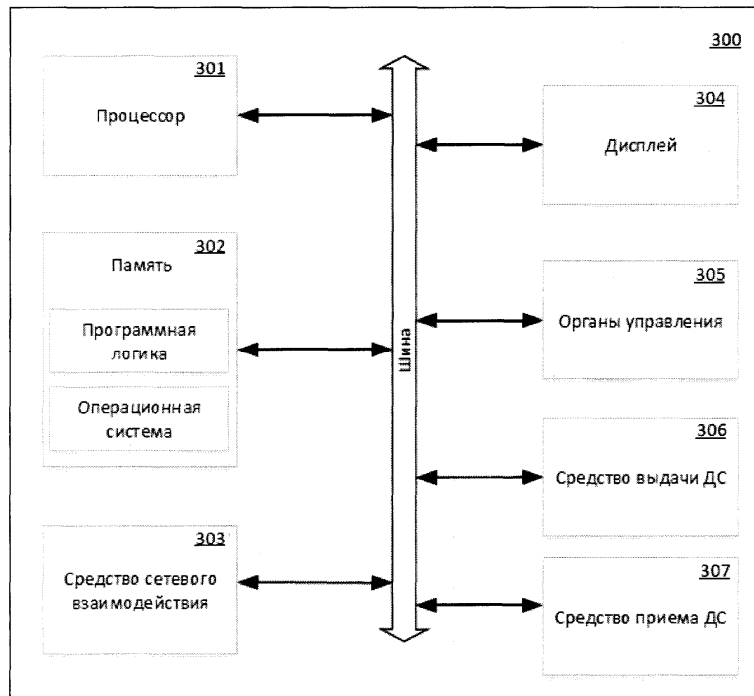 300
301
Процессор
302
Память
Программная
логика
Операционная
система
303
Средство сетевого
взаимодействия
Шина
304
Дисплей
305
Органы управления
306
Средство выдачи ДС
307
Средство приема ДС